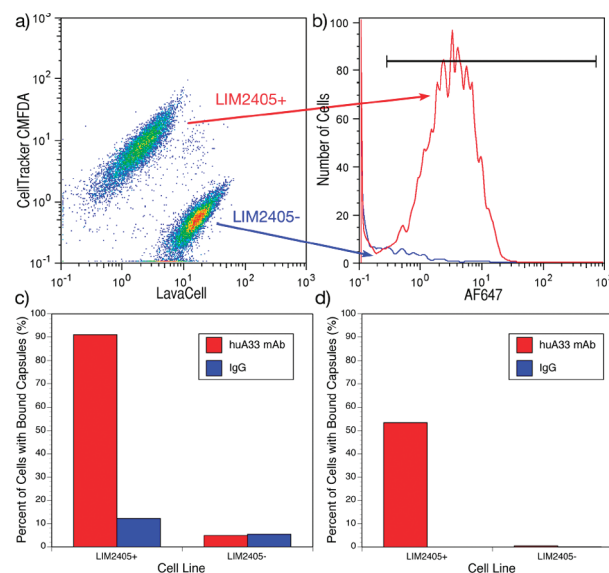 a)
CellTracker CMFDA
10³
10²
10¹
10⁰
10⁻¹
10⁻¹
10⁰
10¹
10²
10³
LavaCell
LIM2405+
LIM2405-
b)
Number of Cells
100
80
60
40
20
0
10⁻¹
10⁰
10¹
10²
10³
AF647
c)
Percent of Cells with Bound Capsules (%)
100
90
80
70
60
50
40
30
20
10
0
huA33 mAb
IgG
LIM2405+
LIM2405-
Cell Line
d)
Percent of Cells with Bound Capsules (%)
100
90
80
70
60
50
40
30
20
10
0
huA33 mAb
IgG
LIM2405+
LIM2405-
Cell Line